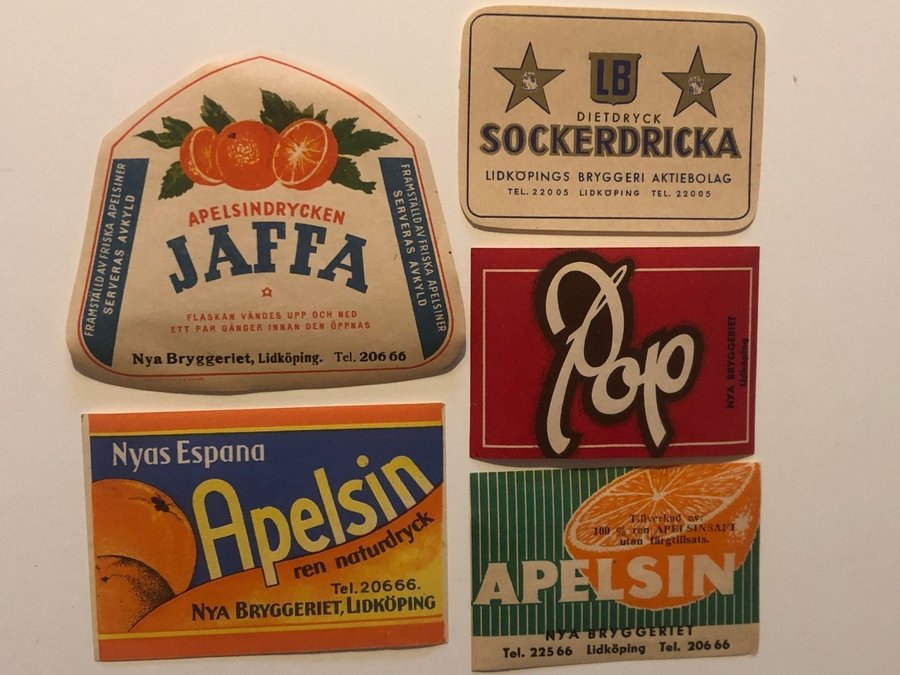 APELSINDRYCKEN
JAFFA
FLASKAN VÄNDES UPP OCH NED
ETT PAR GÅNGER INNAN DEN ÖPPNAS
FRAMSTÄLLD AV FRISKA APELSINER
SERVERAS AVKYLD
FRAMSTÄLLD AV FRISKA APELSINER
SERVERAS AVKYLD
Nya Bryggeriet, Lidköping. Tel. 206 66
LB
DIETDRYCK
SOCKERDRICKA
LIDKÖPINGS BRYGGERI AKTIEBOLAG
TEL. 22005 LIDKÖPING TEL. 22005
Pop
NYA BRYGGERIET
Lidköping
Nyas Espana
Apelsin
ren naturdryck
Tel. 20666.
NYA BRYGGERIET, LIDKÖPING
Tillverkad av:
100 % ren APELSINSAFT
utan färgtillsats.
APELSIN
NYA BRYGGERIET
Tel. 225 66 Lidköping Tel. 206 66